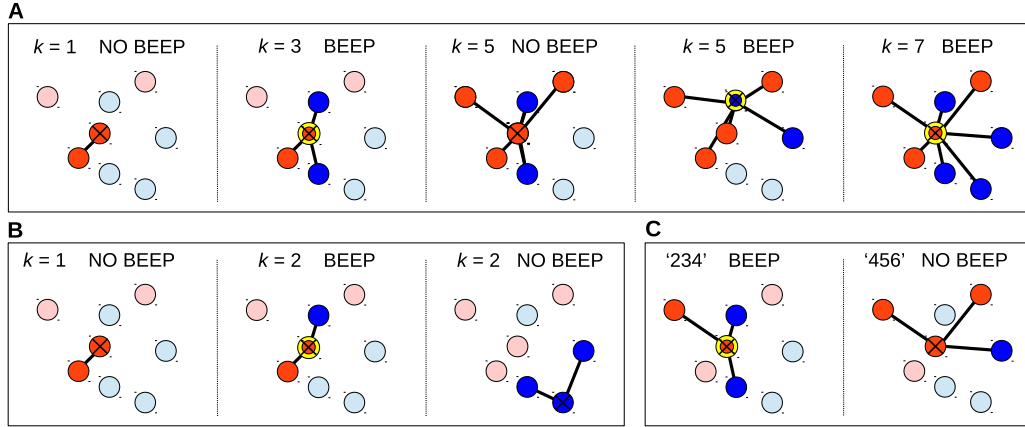 A
k = 1 NO BEEP
k = 3 BEEP
k = 5 NO BEEP
k = 5 BEEP
k = 7 BEEP
B
k = 1 NO BEEP
k = 2 BEEP
k = 2 NO BEEP
C
‘234’ BEEP
‘456’ NO BEEP